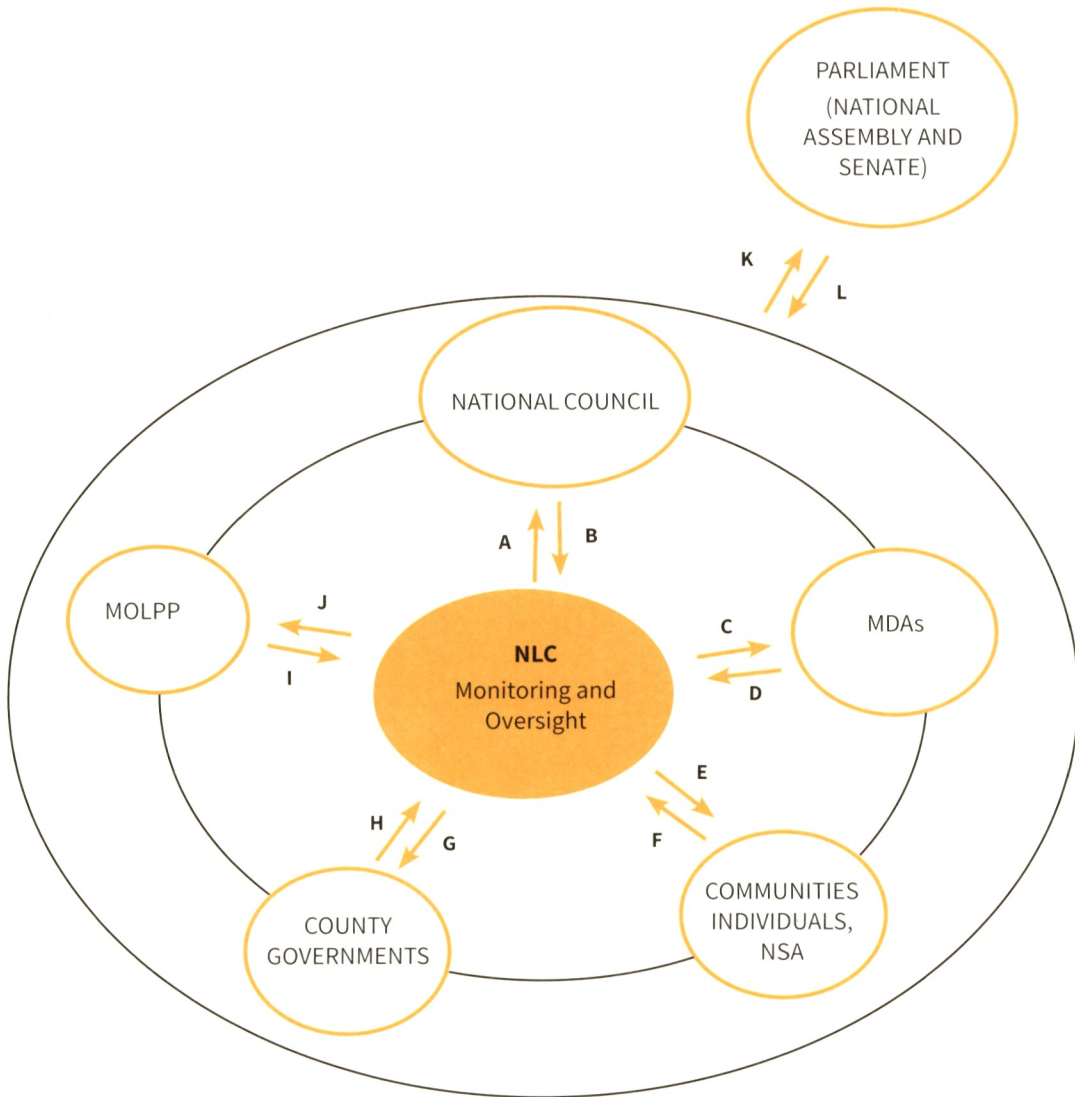 PARLIAMENT
(NATIONAL
ASSEMBLY AND
SENATE)
K
L
NATIONAL COUNCIL
A
B
MOLPP
J
I
NLC
Monitoring and
Oversight
C
D
MDAs
E
F
H
G
COUNTY
GOVERNMENTS
COMMUNITIES
INDIVIDUALS,
NSA